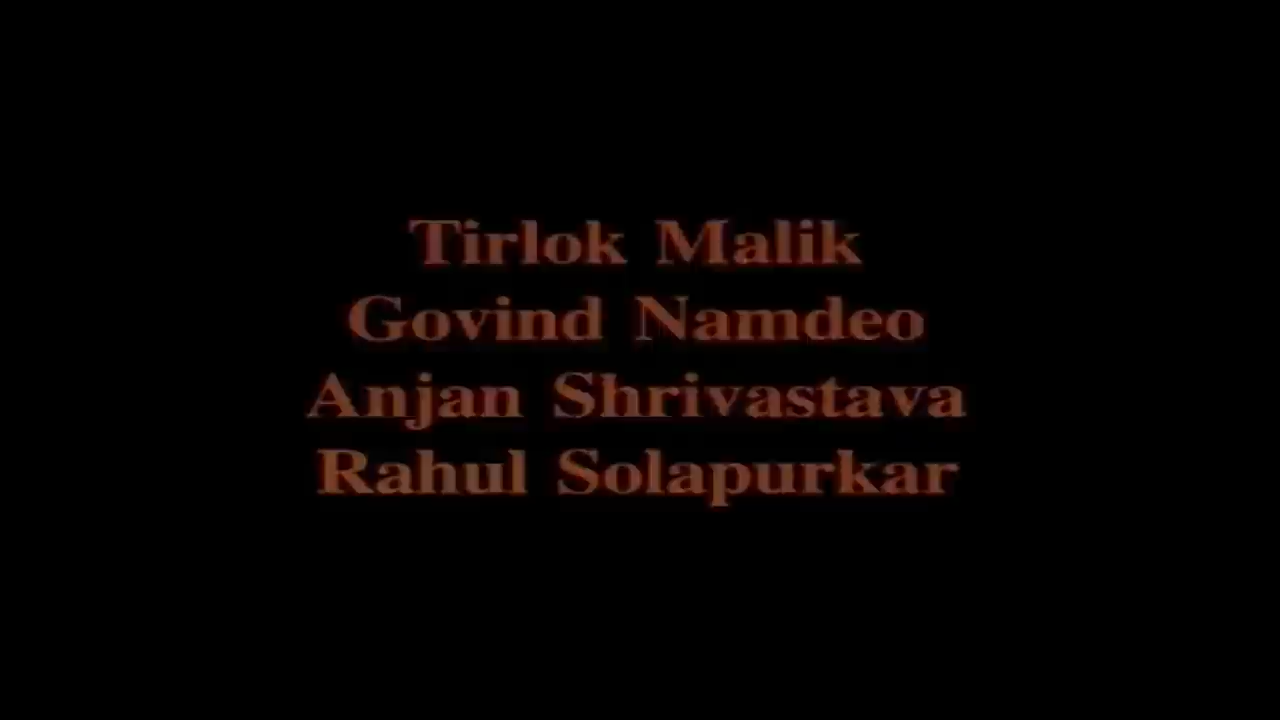 Tirlok Malik
Govind Namdeo
Anjan Shrivastava
Rahul Solapurkar